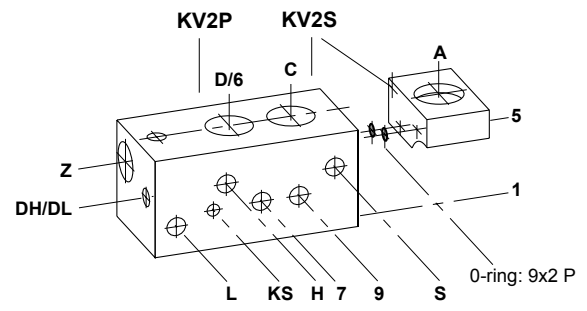 KV2P KV2S
A
D/6 C
5
Z
1
DH/DL
0-ring: 9x2 P
L KS H 7 9 S